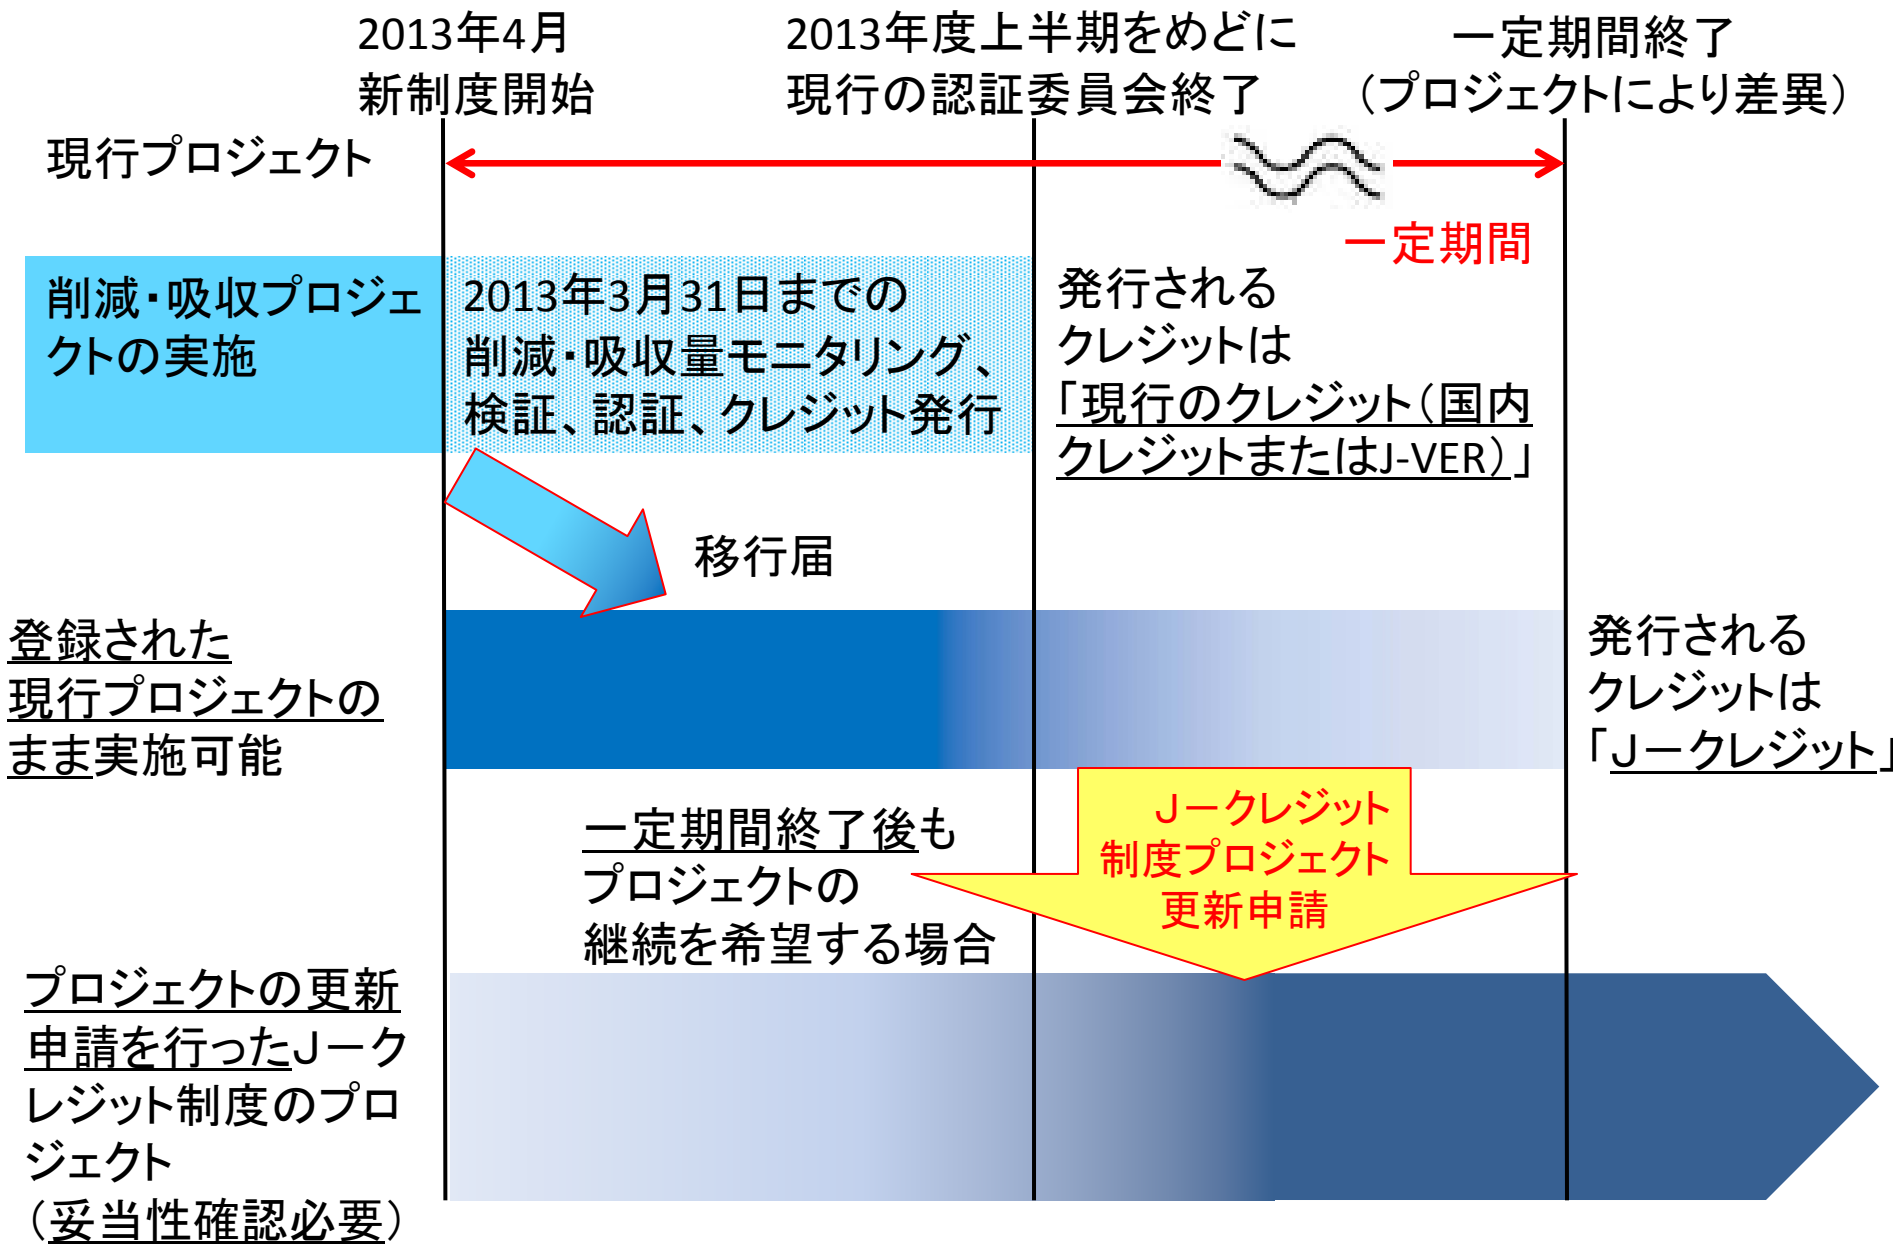 2013年4月
新制度開始
2013年度上半期をめどに
現行の認証委員会終了
一定期間終了
（プロジェクトにより差異）
現行プロジェクト
一定期間
削減・吸収プロジェ
クトの実施
2013年3月31日までの
削減・吸収量モニタリング、
検証、認証、クレジット発行
発行される
クレジットは
「現行のクレジット（国内
クレジットまたはJ-VER）」
移行届
登録された
現行プロジェクトの
まま実施可能
発行される
クレジットは
「Jークレジット」
一定期間終了後も
プロジェクトの
継続を希望する場合
Jークレジット
制度プロジェクト
更新申請
プロジェクトの更新
申請を行ったJーク
レジット制度のプロ
ジェクト
（妥当性確認必要）